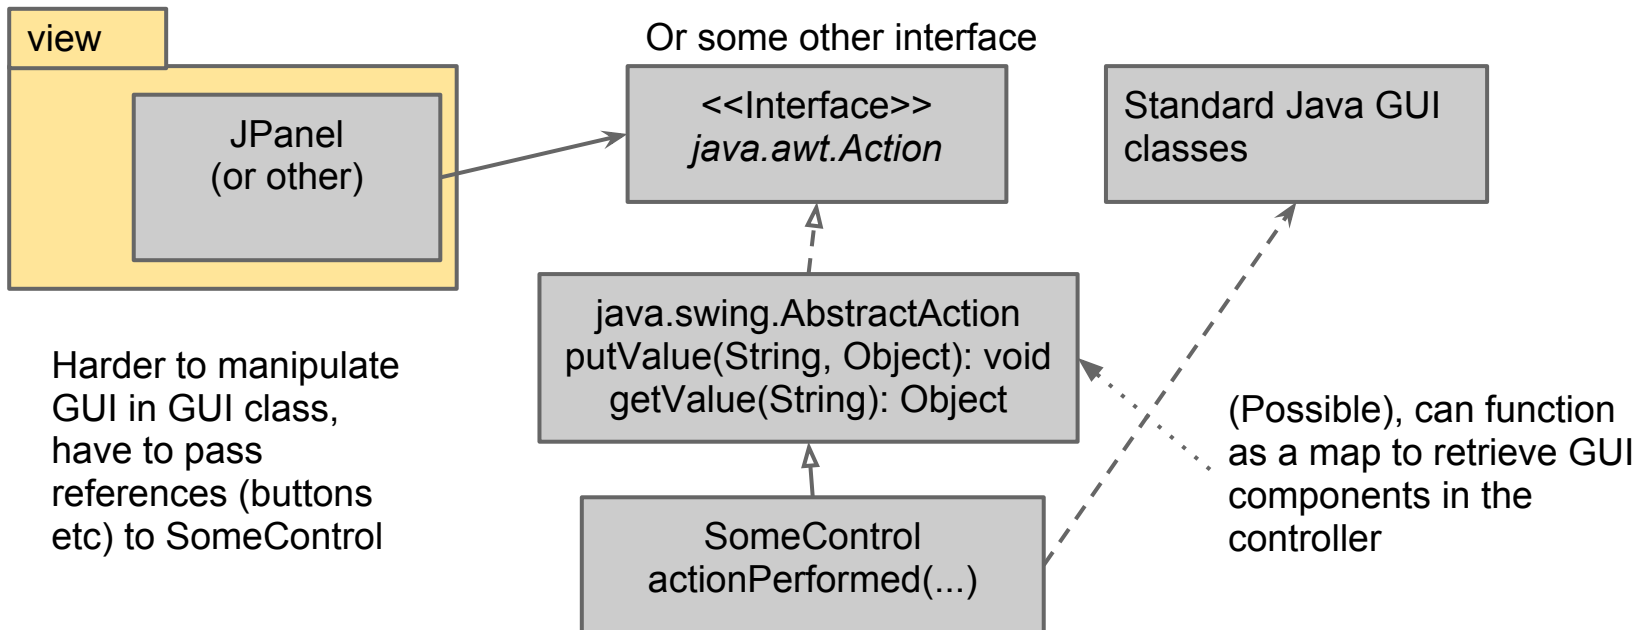 view
Or some other interface
JPanel
(or other)
<<Interface>>
java.awt.Action
Standard Java GUI
classes
java.swing.AbstractAction
putValue(String, Object): void
getValue(String): Object
Harder to manipulate
GUI in GUI class,
have to pass
references (buttons
etc) to SomeControl
(Possible), can function
as a map to retrieve GUI
components in the
controller
SomeControl
actionPerformed(...)